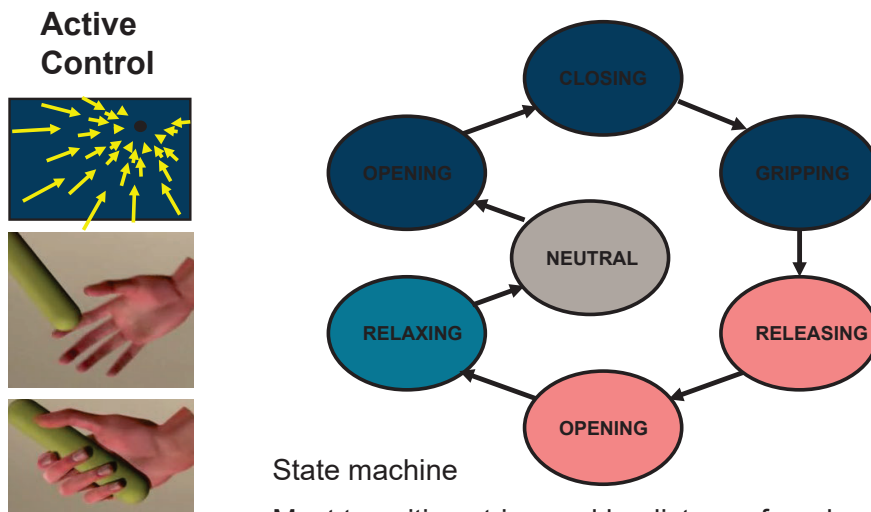 Active
Control
CLOSING
OPENING
GRIPPING
NEUTRAL
RELAXING
RELEASING
OPENING
State machine